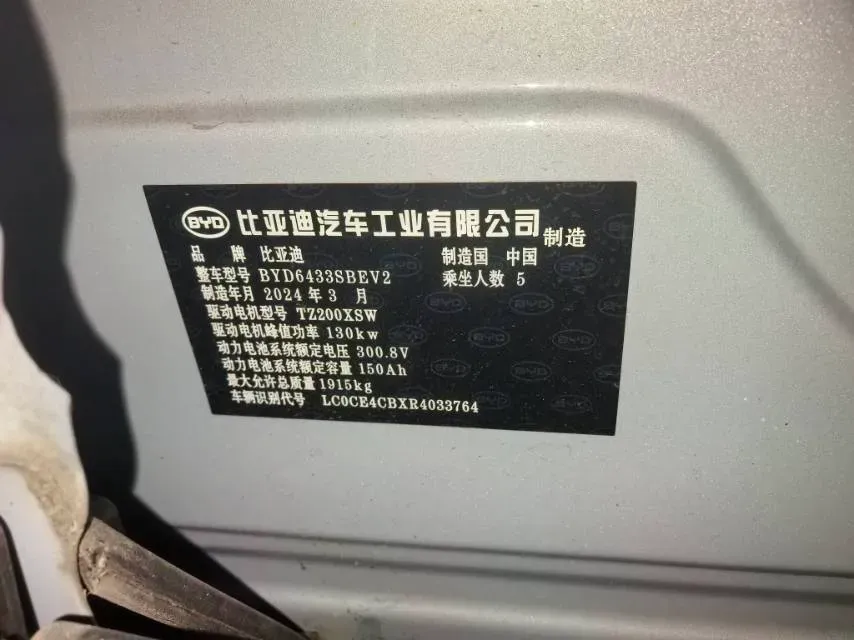 BYD 比亚迪汽车工业有限公司 制造
品 牌 比亚迪 制造国 中国
整车型号 BYD6433SBEV2 乘坐人数 5
制造年月 2024 年 3 月
驱动电机型号 TZ200XSW
驱动电机峰值功率 130kw
动力电池系统额定电压 300.8V
动力电池系统额定容量 150Ah
最大允许总质量 1915kg
车辆识别代号 LC0CE4CBXR4033764